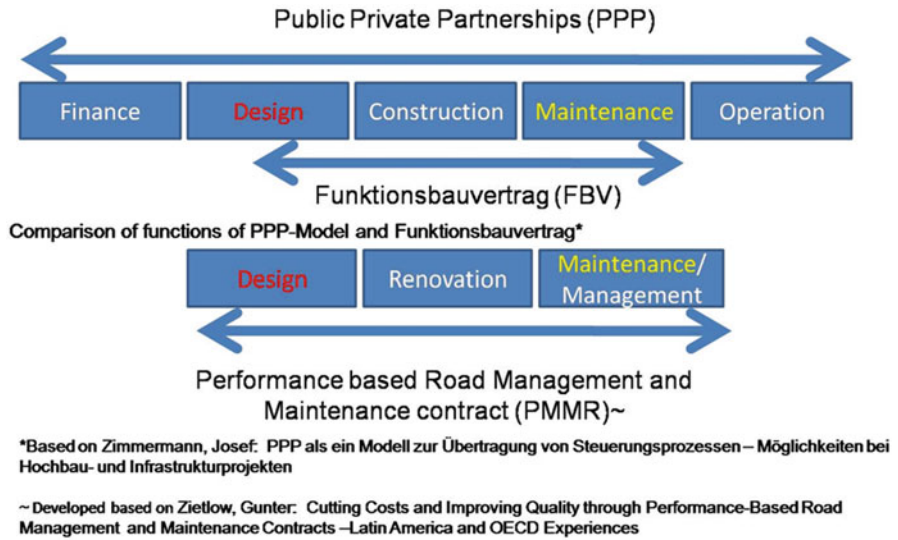 Public Private Partnerships (PPP)
Finance Design Construction Maintenance Operation
Funktionsbauvertrag (FBV)
Comparison of functions of PPP-Model and Funktionsbauvertrag*
Design Renovation Maintenance/
Management
Performance based Road Management and
Maintenance contract (PMMR)~
*Based on Zimmermann, Josef: PPP als ein Modell zur Übertragung von Steuerungsprozessen – Möglichkeiten bei
Hochbau- und Infrastrukturprojekten
~ Developed based on Zietlow, Gunter: Cutting Costs and Improving Quality through Performance-Based Road
Management and Maintenance Contracts –Latin America and OECD Experiences